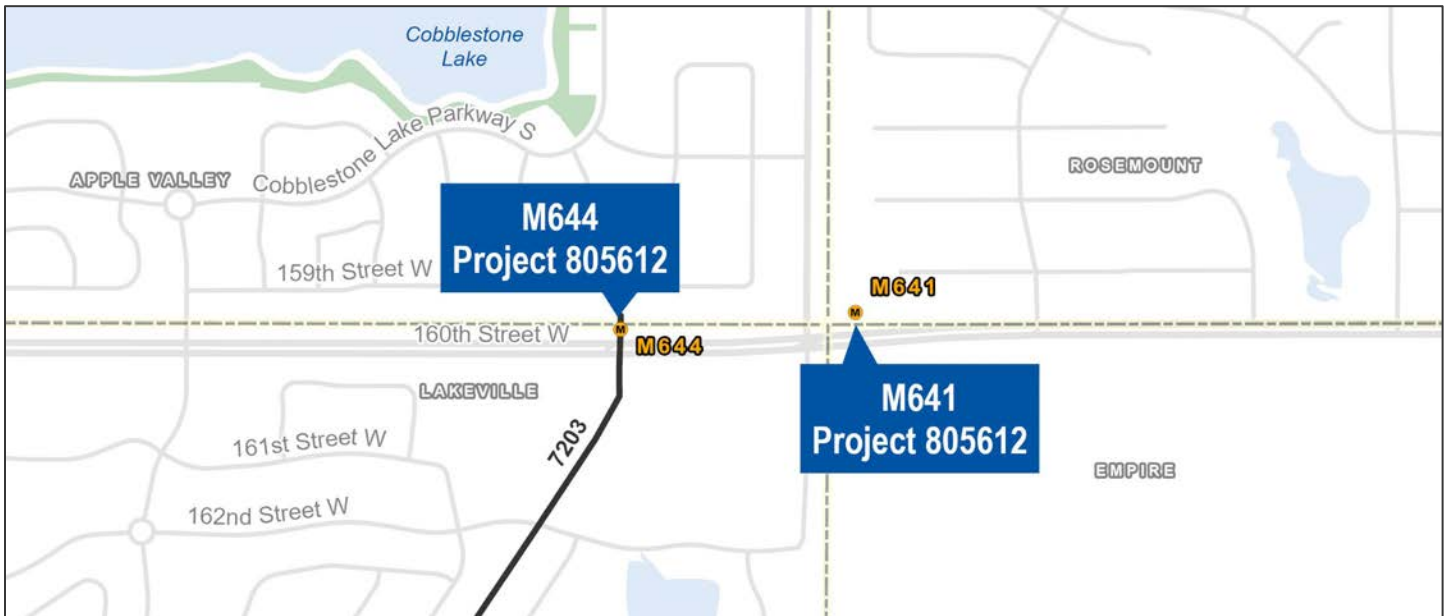 Cobblestone
Lake
Cobblestone Lake Parkway S
APPLE VALLEY
ROSEMOUNT
M644
Project 805612
159th Street W
M641
M
160th Street W
M
M644
LAKEVILLE
M641
Project 805612
161st Street W
7203
EMPIRE
162nd Street W